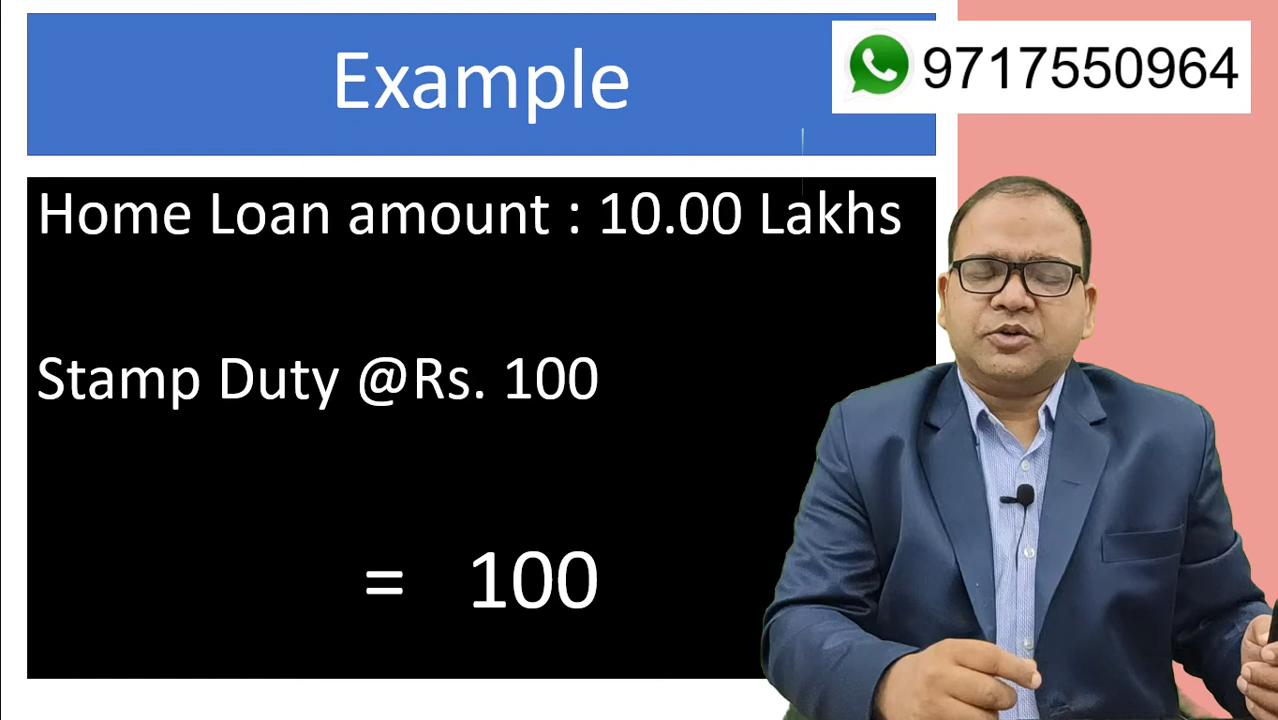 Example
9717550964
Home Loan amount : 10.00 Lakhs
Stamp Duty @Rs. 100
= 100